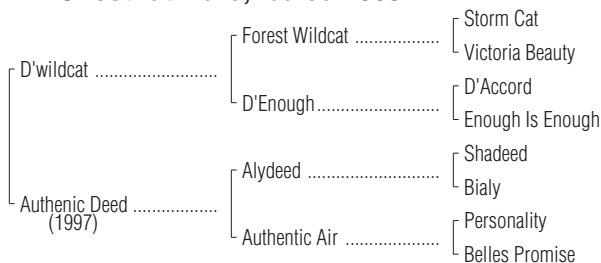 Storm Cat
Forest Wildcat ....................
Victoria Beauty
D'wildcat .............................
D'Accord
D'Enough.............................
Enough Is Enough
Shadeed
Alydeed ...............................
Bialy
Authenic Deed ....................
(1997)
Personality
Authentic Air ......................
Belles Promise